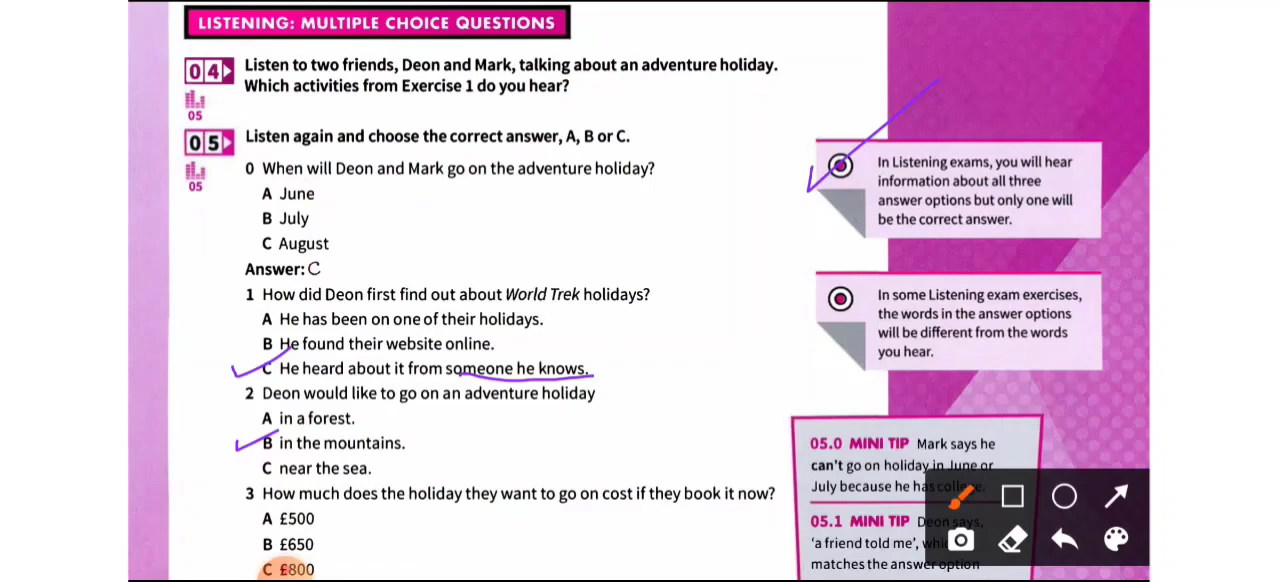 LISTENING: MULTIPLE CHOICE QUESTIONS
04
Listen to two friends, Deon and Mark, talking about an adventure holiday.
Which activities from Exercise 1 do you hear?
05
05
Listen again and choose the correct answer, A, B or C.
05
0 When will Deon and Mark go on the adventure holiday?
A June
B July
C August
Answer: C
1 How did Deon first find out about World Trek holidays?
A He has been on one of their holidays.
B He found their website online.
C He heard about it from someone he knows.
2 Deon would like to go on an adventure holiday
A in a forest.
B in the mountains.
C near the sea.
3 How much does the holiday they want to go on cost if they book it now?
A £500
B £650
C £800
In Listening exams, you will hear
information about all three
answer options but only one will
be the correct answer.
In some Listening exam exercises,
the words in the answer options
will be different from the words
you hear.
05.0 MINI TIP Mark says he
can't go on holiday in June or
July because he has college.
05.1 MINI TIP Deon says,
'a friend told me',
matches the answer option